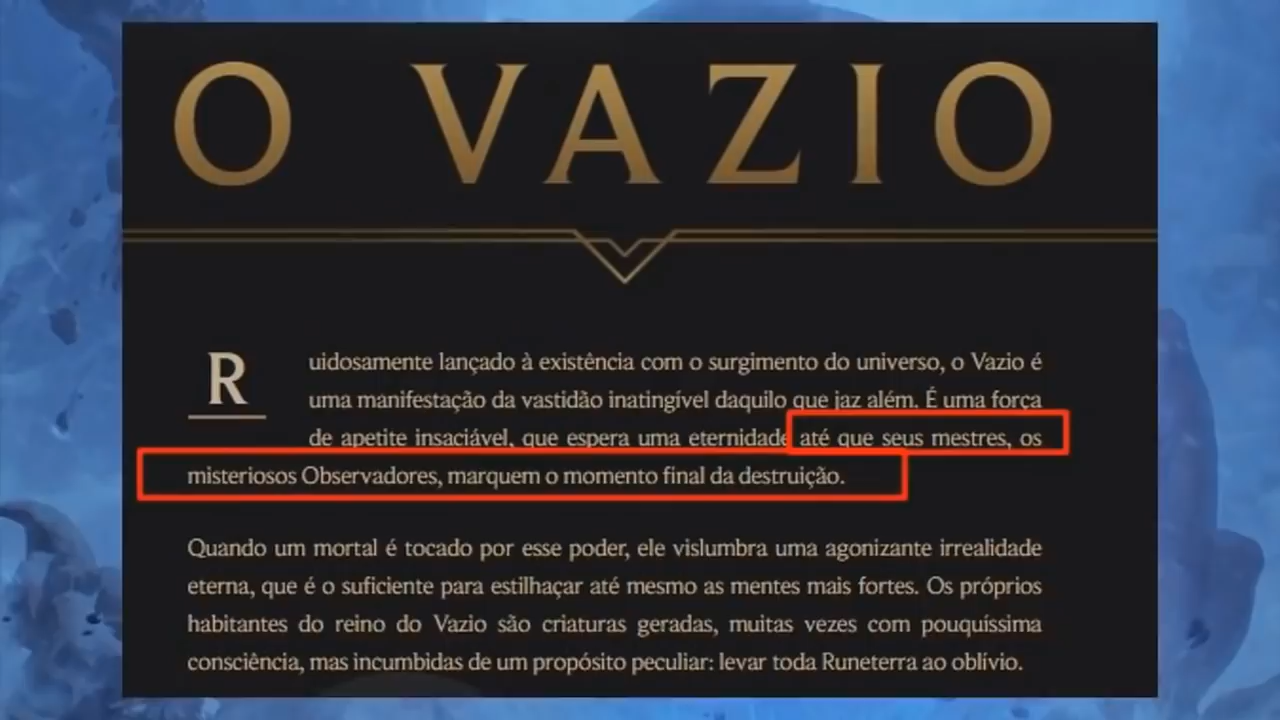 O VAZIO
Ruidosamente lançado à existência com o surgimento do universo, o Vazio é
uma manifestação da vastidão inatingível daquilo que jaz além. É uma força
de apetite insaciável, que espera uma eternidade até que seus mestres, os
misteriosos Observadores, marquem o momento final da destruição.
Quando um mortal é tocado por esse poder, ele vislumbra uma agonizante irrealidade
eterna, que é o suficiente para estilhaçar até mesmo as mentes mais fortes. Os próprios
habitantes do reino do Vazio são criaturas geradas, muitas vezes com pouquíssima
consciência, mas incumbidas de um propósito peculiar: levar toda Runeterra ao oblívio.